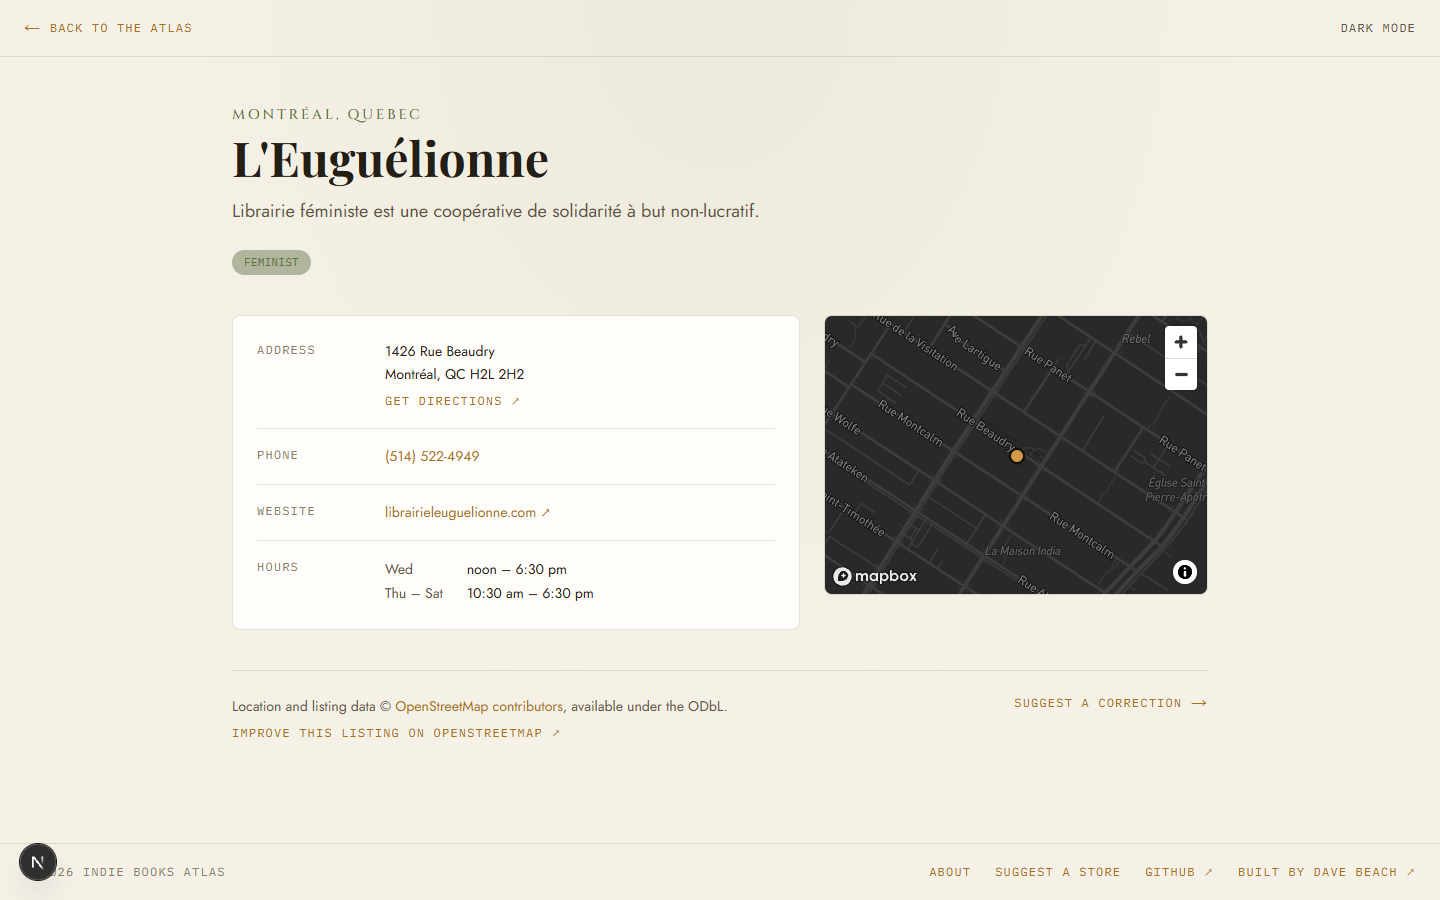 ← BACK TO THE ATLAS
DARK MODE
MONTRÉAL, QUEBEC
L'Euguélionne
Librairie féministe est une coopérative de solidarité à but non-lucratif.
FEMINIST
ADDRESS
1426 Rue Beaudry
Montréal, QC H2L 2H2
GET DIRECTIONS ↗
PHONE
(514) 522-4949
WEBSITE
librairieleuguelionne.com ↗
HOURS
Wed noon – 6:30 pm
Thu – Sat 10:30 am – 6:30 pm
Rue de la Visitation
Ave Lartigue
Rue Panet
Rebel
+
−
Rue Wolfe
Rue Montcalm
Rue Beaudry
Rue Panet
Atateken
Église Saint-
Pierre-Apôtr
int-Timothée
Rue Montcalm
La Maison India
mapbox
Location and listing data © OpenStreetMap contributors, available under the ODbL.
IMPROVE THIS LISTING ON OPENSTREETMAP ↗
SUGGEST A CORRECTION →
N
26 INDIE BOOKS ATLAS
ABOUT
SUGGEST A STORE
GITHUB ↗
BUILT BY DAVE BEACH ↗